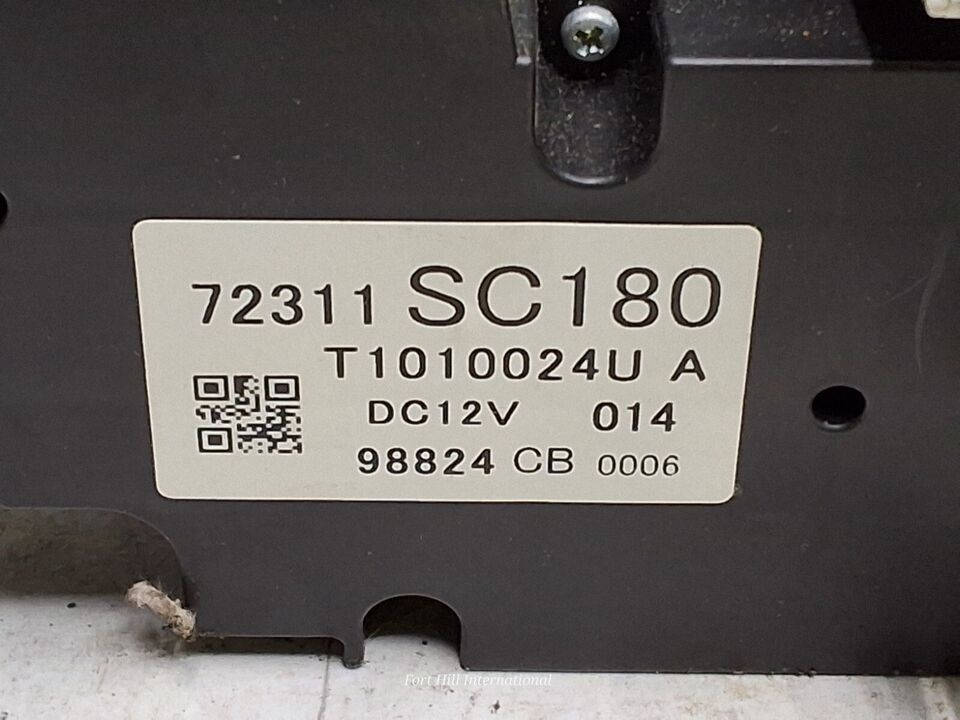 72311 SC180
T1010024U A
DC12V 014
98824 CB 0006
Fort Hill International